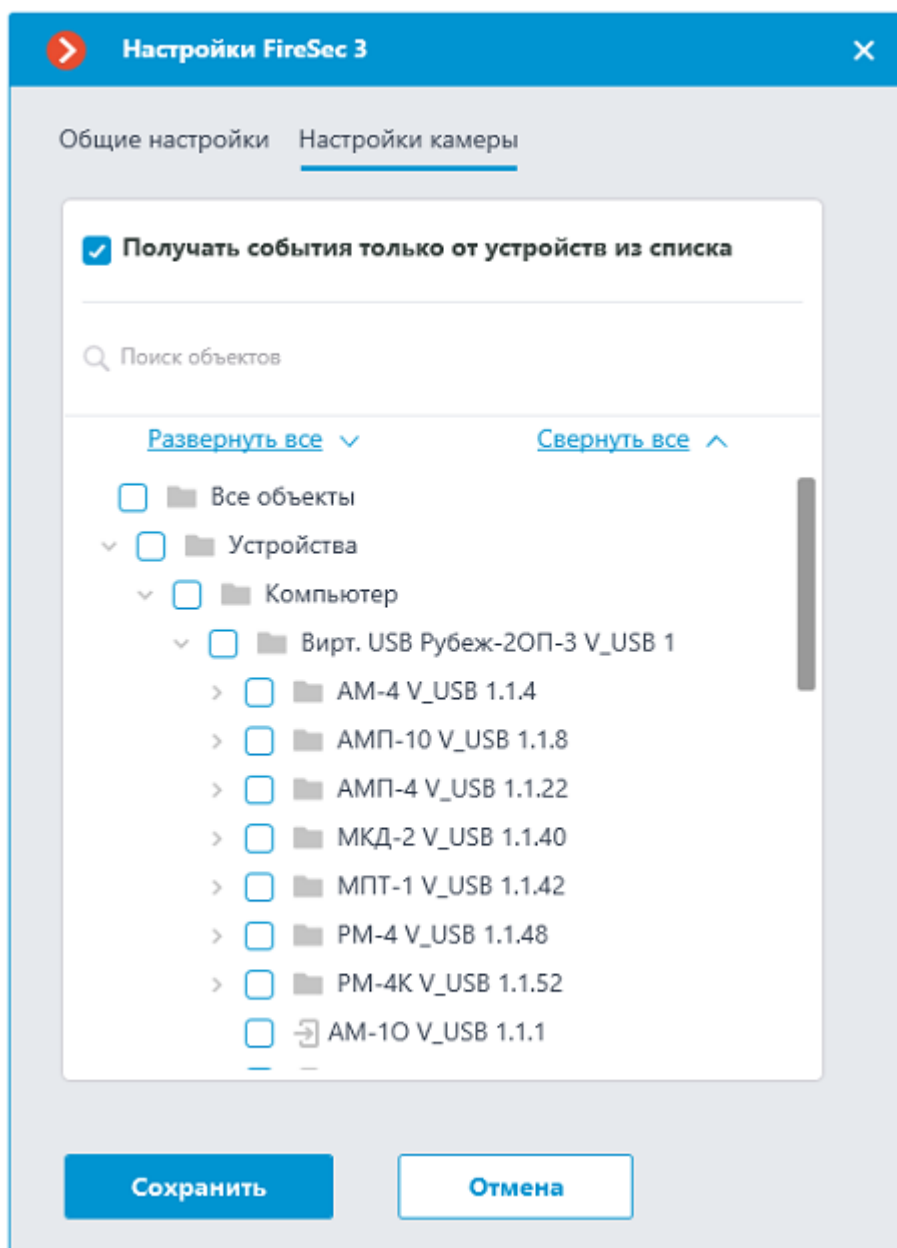 Настройки FireSec 3
Общие настройки Настройки камеры
Получать события только от устройств из списка
Поиск объектов
Развернуть все Свернуть все
Все объекты
Устройства
Компьютер
Вирт. USB Рубеж-2ОП-3 V_USB 1
АМ-4 V_USB 1.1.4
АМП-10 V_USB 1.1.8
АМП-4 V_USB 1.1.22
МКД-2 V_USB 1.1.40
МПТ-1 V_USB 1.1.42
РМ-4 V_USB 1.1.48
РМ-4К V_USB 1.1.52
АМ-1О V_USB 1.1.1
Сохранить Отмена